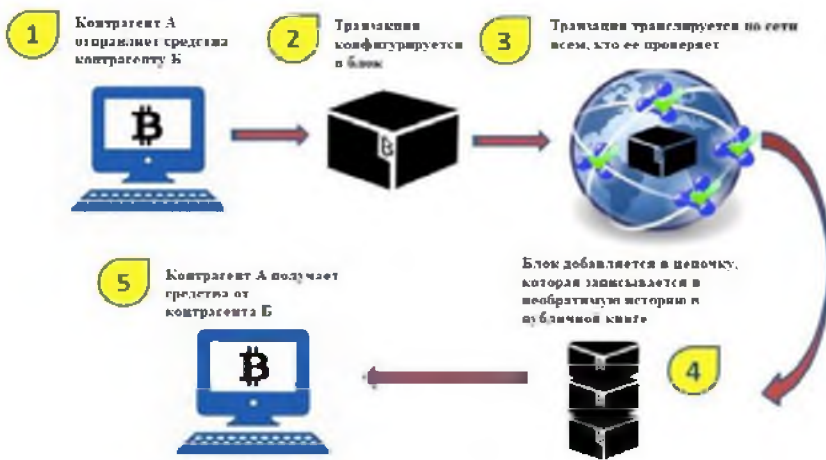 1
Контрагент А
отправляет средства
контрагенту Б
2
Транзакция
конфигурируется
в блок
3
Транзация транслируется по сети
всем, кто ее проверяет
B
B
5
Контрагент А получает
средства от
контрагента Б
Блок добавляется в цепочку,
которая записывается в
необратимую историю в
публичной книге
4
B